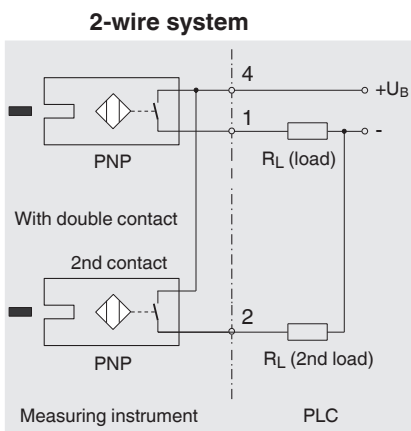 2-wire system
4
+UB
1
-
PNP
RL (load)
With double contact
2nd contact
2
PNP
RL (2nd load)
Measuring instrument
PLC